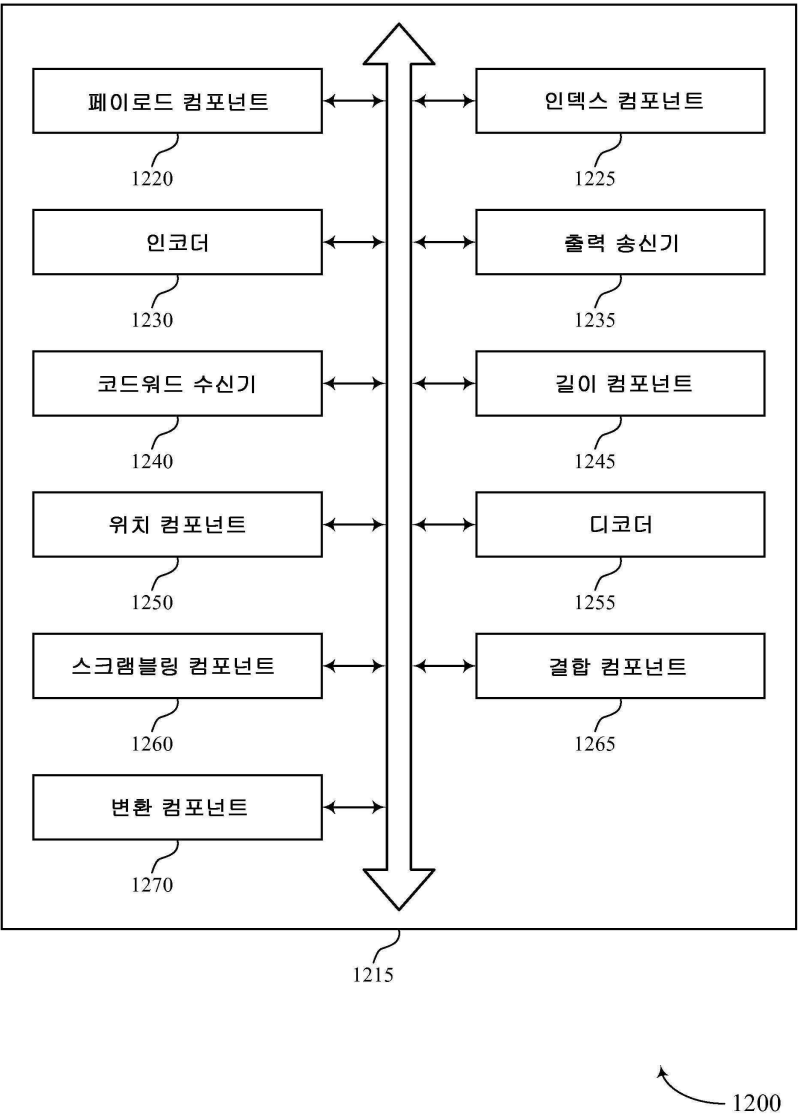 페이로드 컴포넌트
1220
인덱스 컴포넌트
1225
인코더
1230
출력 송신기
1235
코드워드 수신기
1240
길이 컴포넌트
1245
위치 컴포넌트
1250
디코더
1255
스크램블링 컴포넌트
1260
결합 컴포넌트
1265
변환 컴포넌트
1270
1215
1200